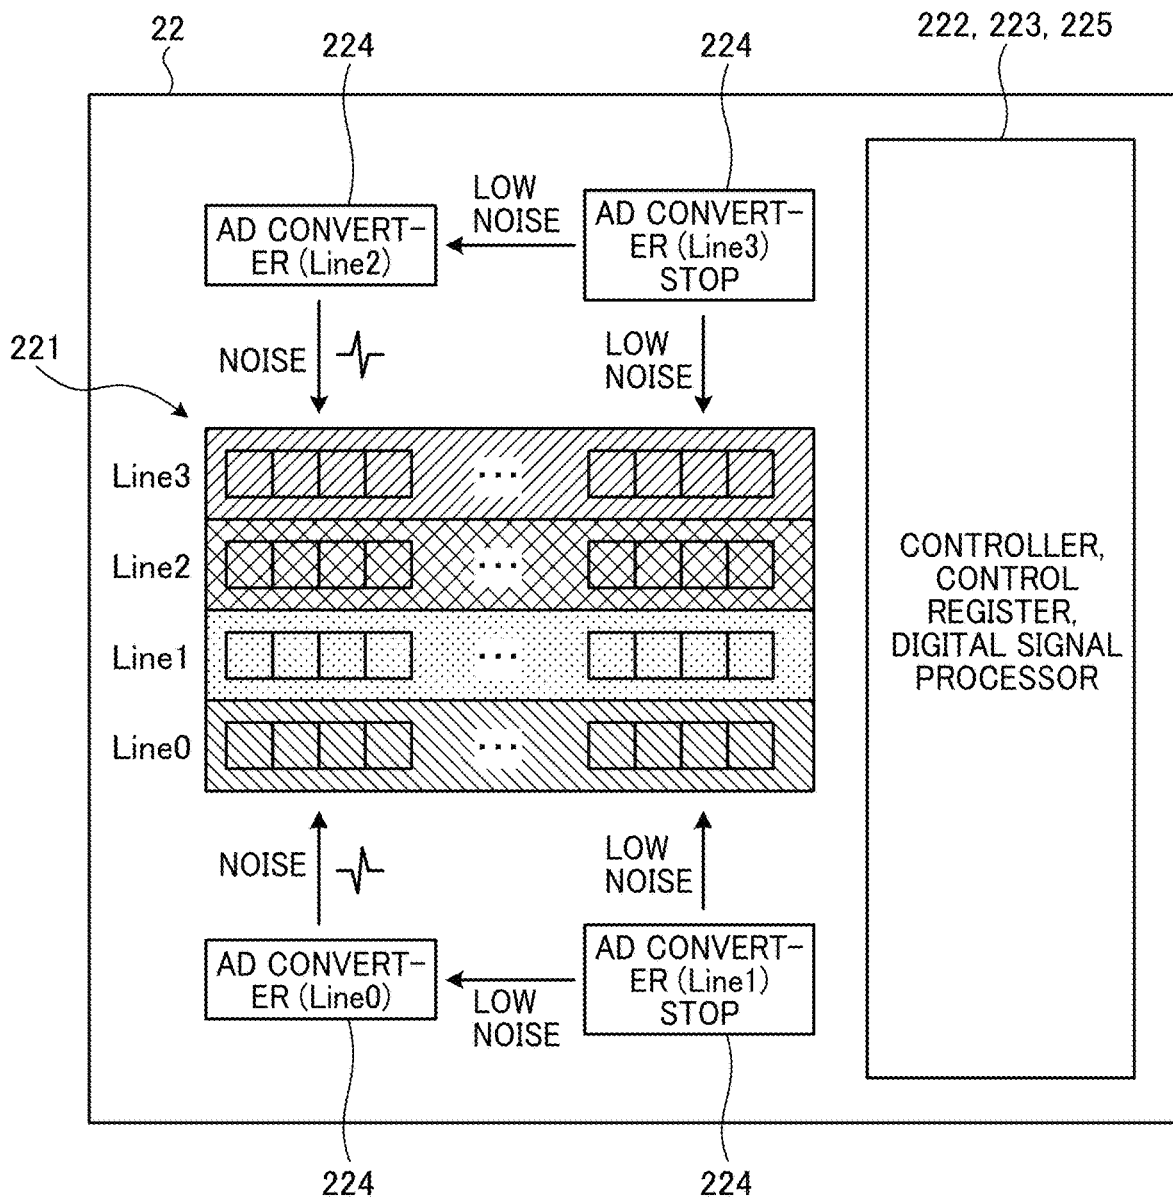 22
224
224
222, 223, 225
LOW
NOISE
AD CONVERT-
ER (Line2)
AD CONVERT-
ER (Line3)
STOP
221
NOISE
LOW
NOISE
Line3
...
Line2
...
Line1
...
Line0
...
CONTROLLER,
CONTROL
REGISTER,
DIGITAL SIGNAL
PROCESSOR
NOISE
LOW
NOISE
AD CONVERT-
ER (Line0)
LOW
NOISE
AD CONVERT-
ER (Line1)
STOP
224
224